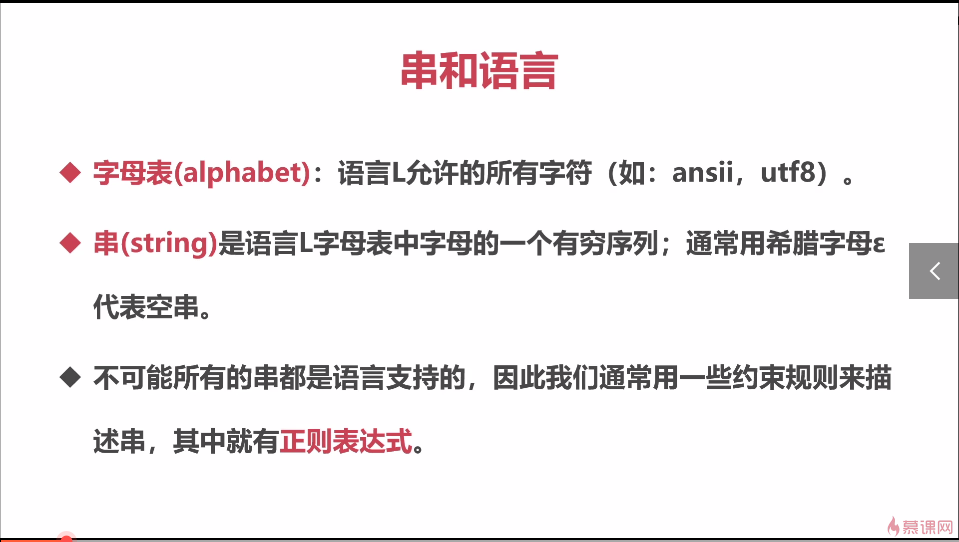 串和语言
字母表(alphabet)：语言L允许的所有字符（如：ansii，utf8）。
串(string)是语言L字母表中字母的一个有穷序列；通常用希腊字母ε
代表空串。
不可能所有的串都是语言支持的，因此我们通常用一些约束规则来描
述串，其中就有正则表达式。
慕课网